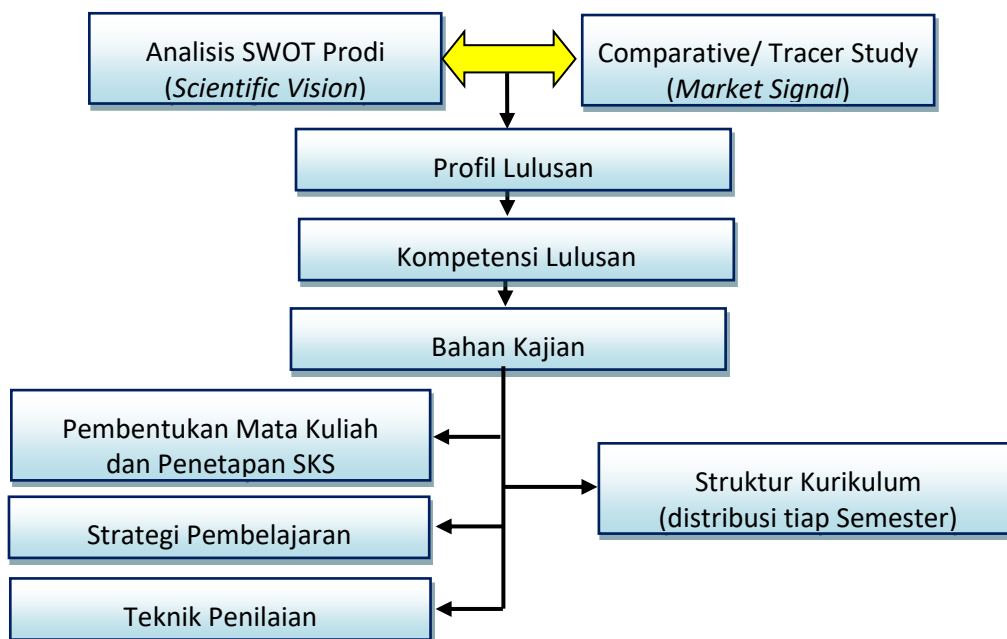 Analisis SWOT Prodi
(Scientific Vision)
Comparative/ Tracer Study
(Market Signal)
Profil Lulusan
Kompetensi Lulusan
Bahan Kajian
Pembentukan Mata Kuliah
dan Penetapan SKS
Struktur Kurikulum
(distribusi tiap Semester)
Strategi Pembelajaran
Teknik Penilaian